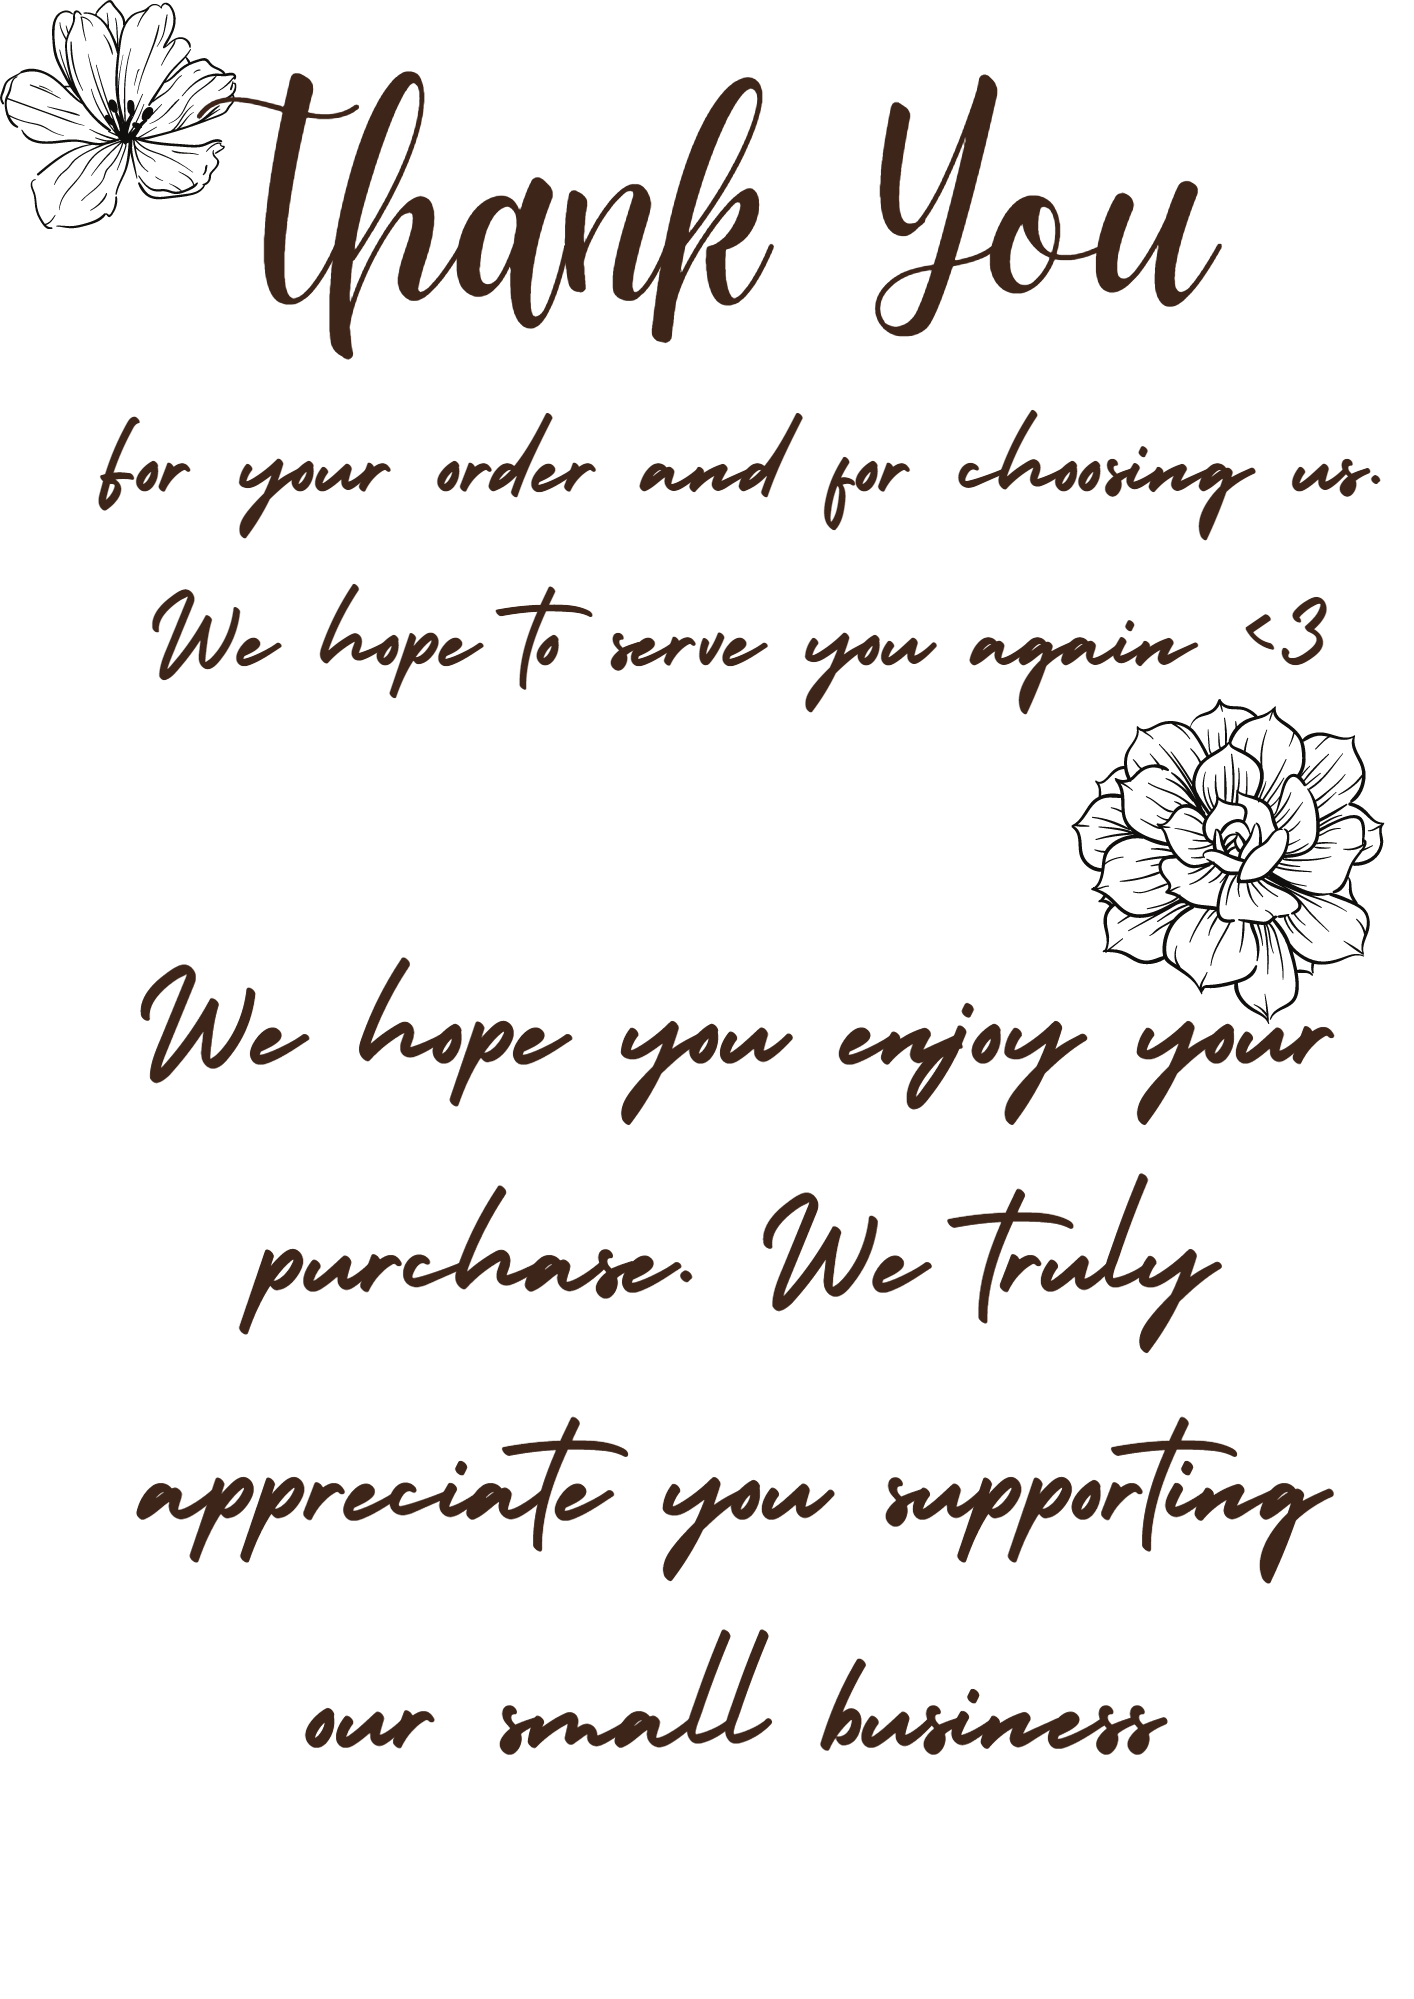 Thank You
for your order and for choosing us.
We hope to serve you again <3
We hope you enjoy your
purchase. We truly
appreciate you supporting
our small business